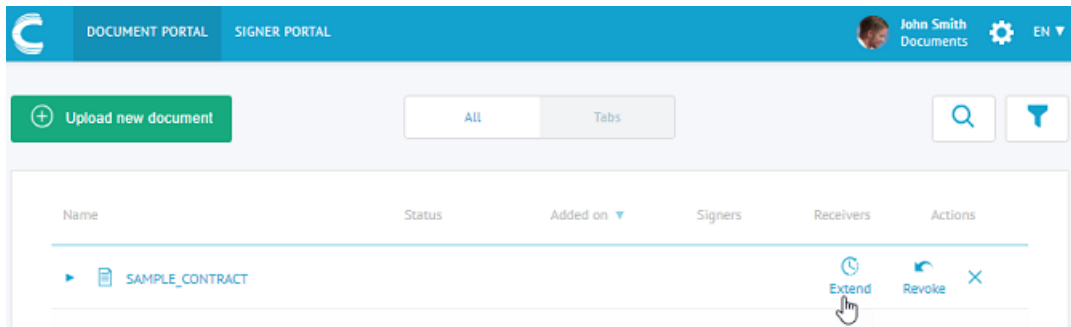 DOCUMENT PORTAL SIGNER PORTAL John Smith EN ▼
Documents
Upload new document All Tabs
Name Status Added on ▼ Signers Receivers Actions
SAMPLE_CONTRACT
Extend Revoke